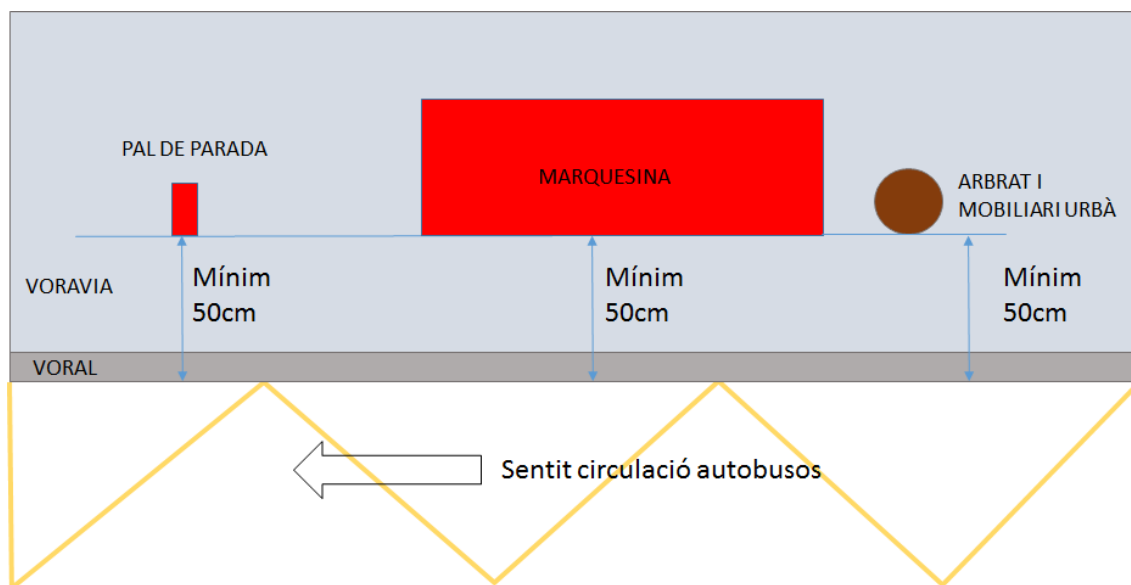 PAL DE PARADA
MARQUESINA
ARBRAT I
MOBILIARI URBÀ
VORAVIA
Mínim
50cm
Mínim
50cm
Mínim
50cm
VORAL
Sentit circulació autobusos